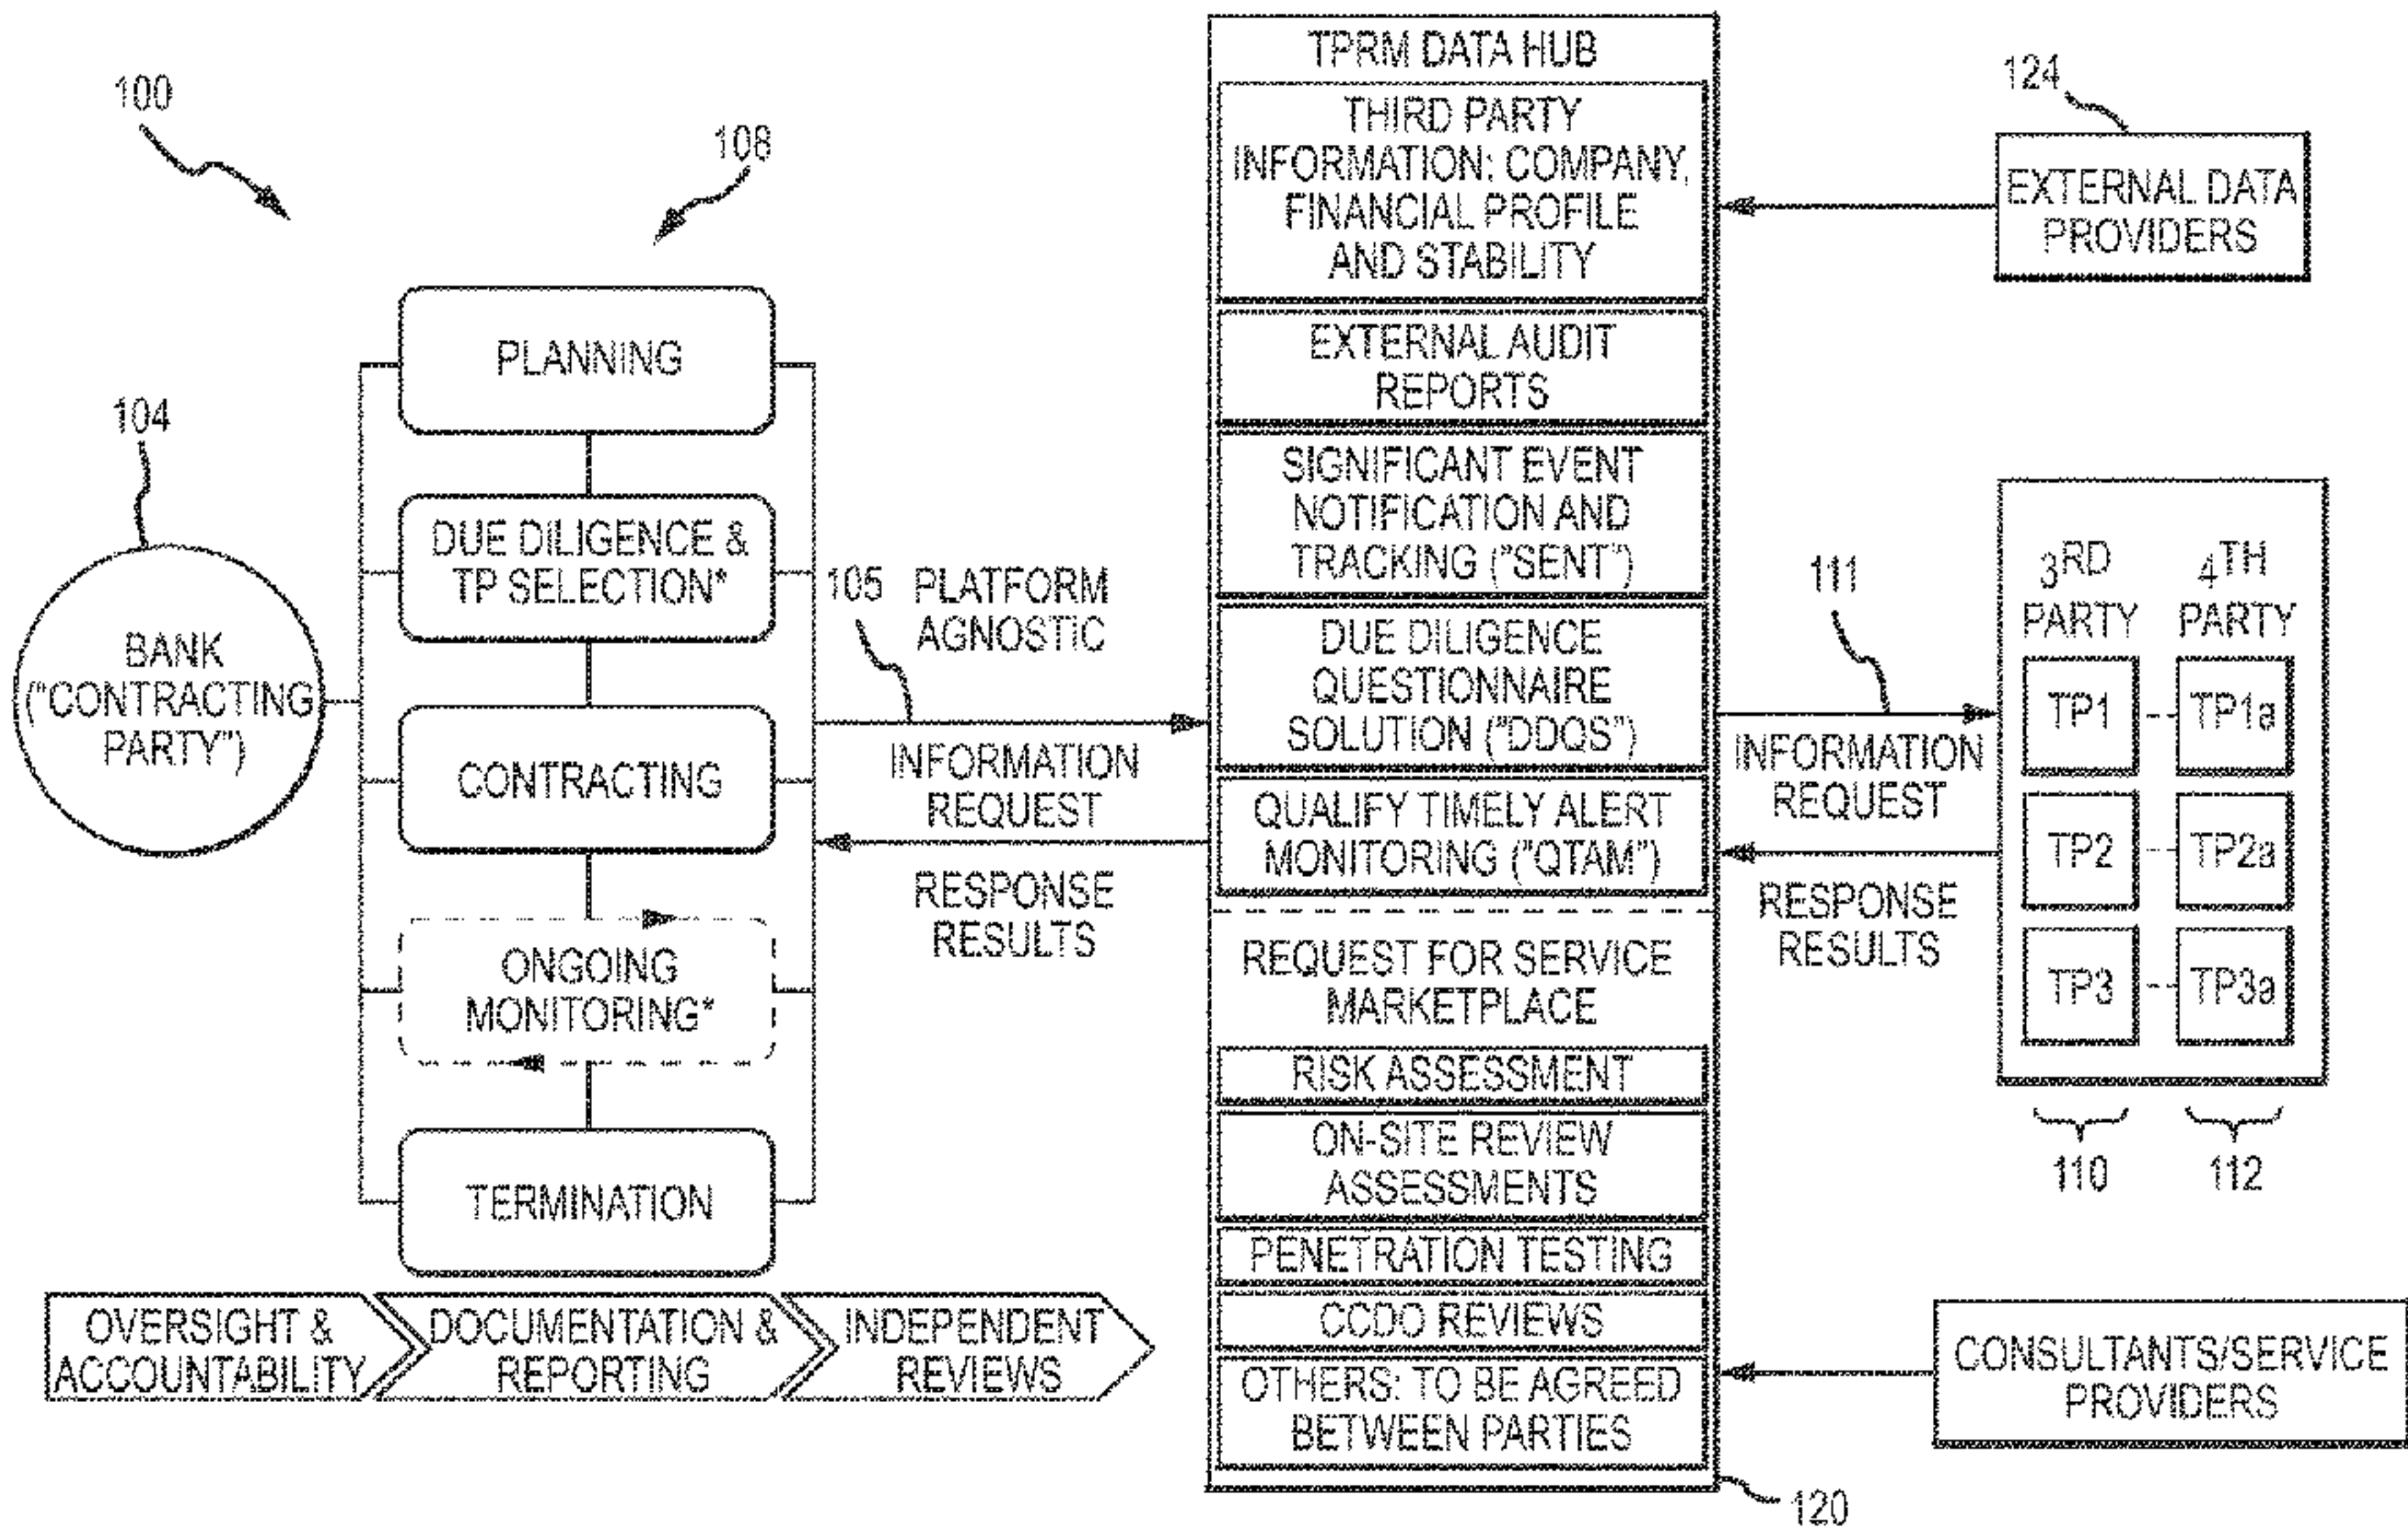 100
108
104
PLANNING
DUE DILIGENCE &
TP SELECTION*
BANK
("CONTRACTING
PARTY")
CONTRACTING
ONGOING
MONITORING*
TERMINATION
OVERSIGHT &
ACCOUNTABILITY
DOCUMENTATION &
REPORTING
INDEPENDENT
REVIEWS
105
PLATFORM
AGNOSTIC
INFORMATION
REQUEST
RESPONSE
RESULTS
TPRM DATA HUB
THIRD PARTY
INFORMATION: COMPANY,
FINANCIAL PROFILE
AND STABILITY
EXTERNAL AUDIT
REPORTS
SIGNIFICANT EVENT
NOTIFICATION AND
TRACKING ("SENT")
DUE DILIGENCE
QUESTIONNAIRE
SOLUTION ("DDQS")
QUALIFY TIMELY ALERT
MONITORING ("QTAM")
REQUEST FOR SERVICE
MARKETPLACE
RISK ASSESSMENT
ON-SITE REVIEW
ASSESSMENTS
PENETRATION TESTING
CCDO REVIEWS
OTHERS: TO BE AGREED
BETWEEN PARTIES
120
124
EXTERNAL DATA
PROVIDERS
111
INFORMATION
REQUEST
RESPONSE
RESULTS
3RD
PARTY
4TH
PARTY
TP1
TP1a
TP2
TP2a
TP3
TP3a
110
112
CONSULTANTS/SERVICE
PROVIDERS